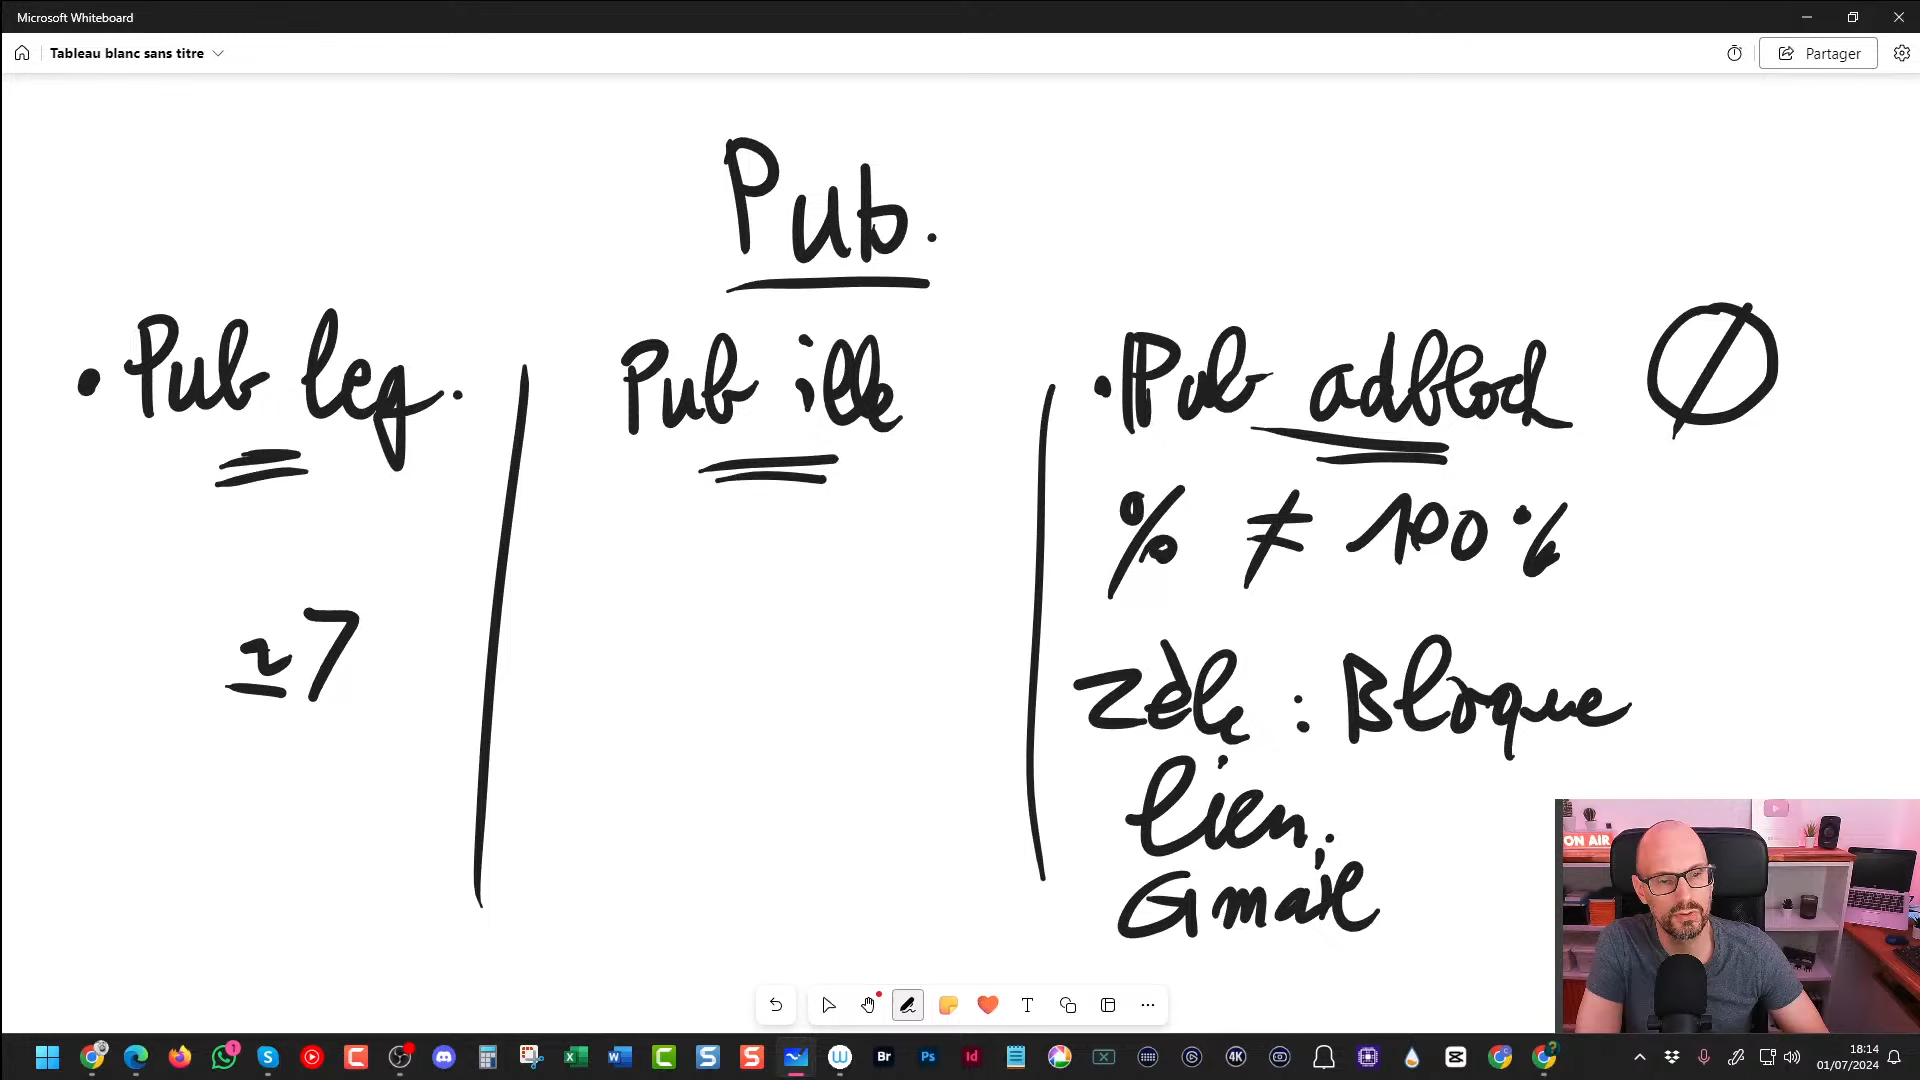 Microsoft Whiteboard
Tableau blanc sans titre
Partager
Pub.
• Pub leg.
≃7
Pub ille
• Pub adblock Ø
% ≠ 100%
zèle : Bloque
lien.
Gmail
ON AIR
18:14
01/07/2024